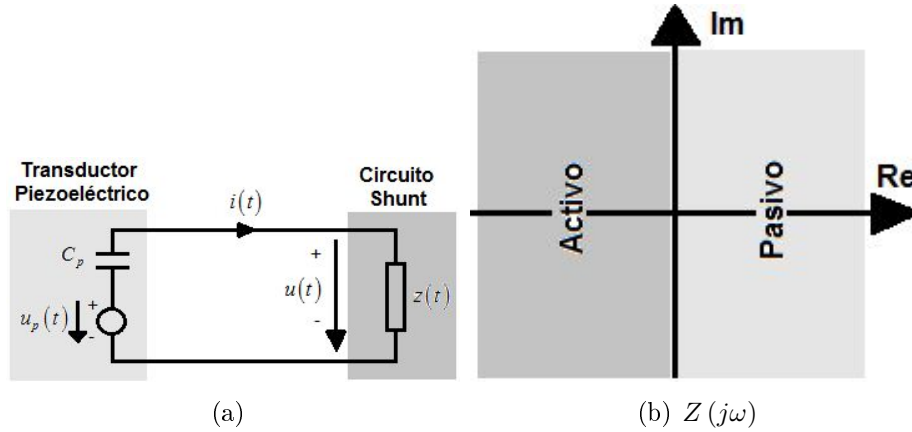 Transductor
Piezoeléctrico
Circuito
Shunt
i(t)
C_p
+
u_p(t)
-
+
u(t)
-
z(t)
(a)
Im
Re
Activo
Pasivo
(b) Z (jω)